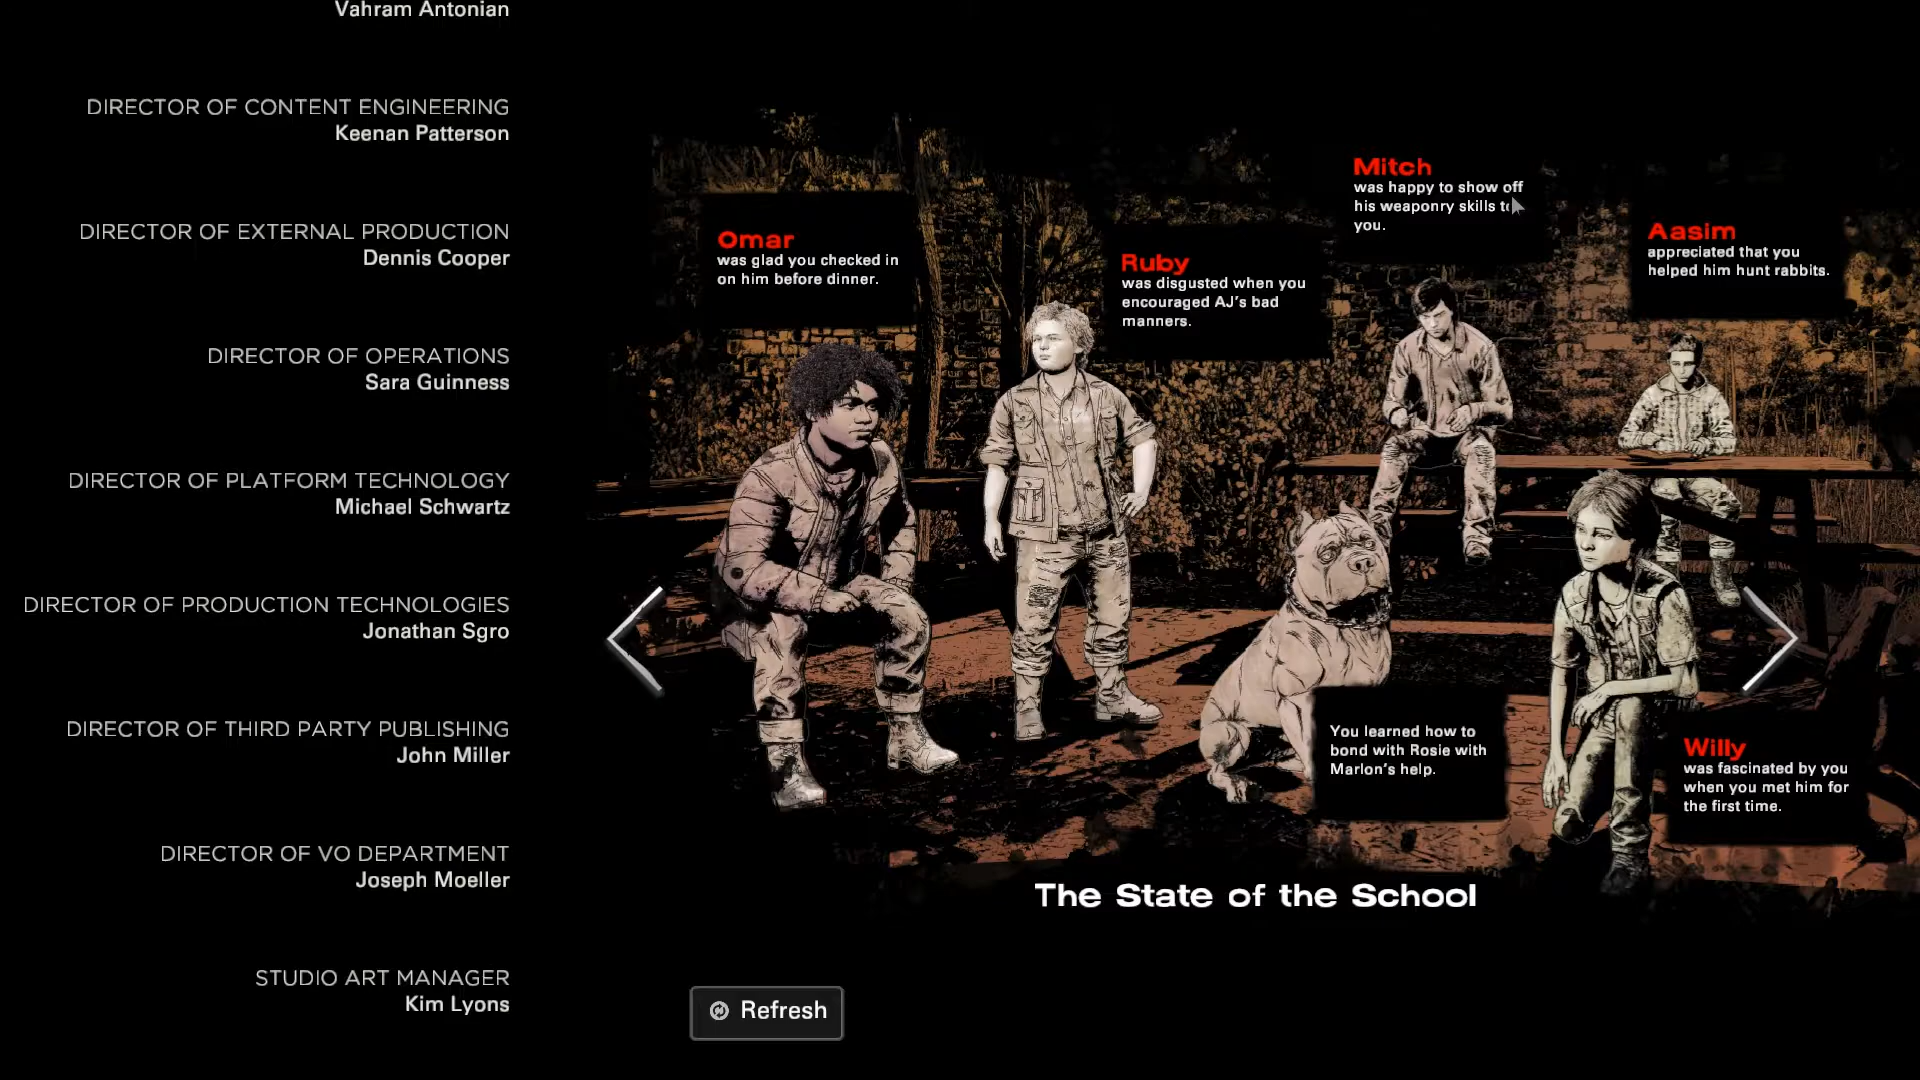 Vahram Antonian
DIRECTOR OF CONTENT ENGINEERING
Keenan Patterson
DIRECTOR OF EXTERNAL PRODUCTION
Dennis Cooper
DIRECTOR OF OPERATIONS
Sara Guinness
DIRECTOR OF PLATFORM TECHNOLOGY
Michael Schwartz
DIRECTOR OF PRODUCTION TECHNOLOGIES
Jonathan Sgro
DIRECTOR OF THIRD PARTY PUBLISHING
John Miller
DIRECTOR OF VO DEPARTMENT
Joseph Moeller
STUDIO ART MANAGER
Kim Lyons
Omar
was glad you checked in
on him before dinner.
Ruby
was disgusted when you
encouraged AJ's bad
manners.
Mitch
was happy to show off
his weaponry skills to
you.
Aasim
appreciated that you
helped him hunt rabbits.
You learned how to
bond with Rosie with
Marlon's help.
Willy
was fascinated by you
when you met him for
the first time.
The State of the School
Refresh